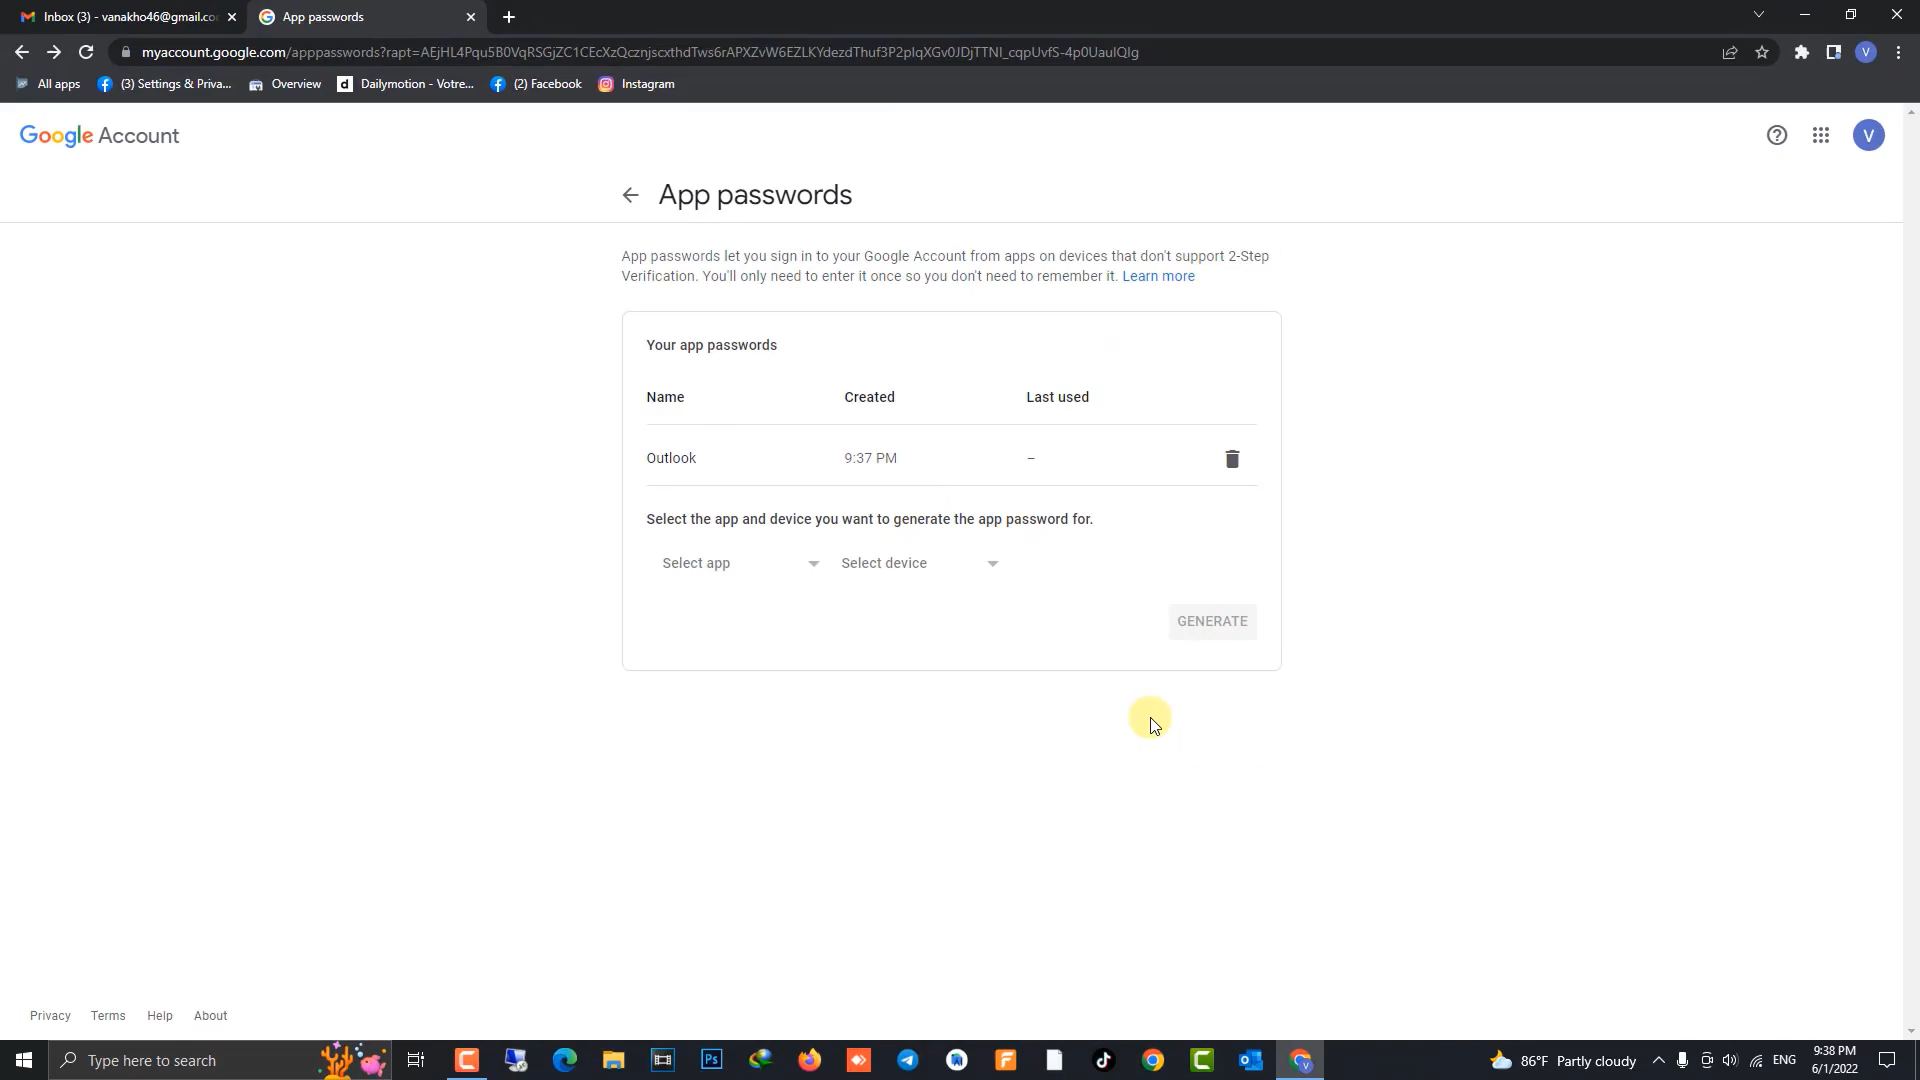 Inbox (3) - vanakho46@gmail.co
App passwords
myaccount.google.com/apppasswords?rapt=AEjHL4Pqu5B0VqRSGjZC1CEcXzQcznjscxthdTws6rAPXZvW6EZLKYdezdThuf3P2plqXGv0JDjTTNl_cqpUvfS-4p0UaulQlg
V
All apps
(3) Settings & Priva...
Overview
Dailymotion - Votre...
(2) Facebook
Instagram
Google Account
V
App passwords
App passwords let you sign in to your Google Account from apps on devices that don't support 2-Step
Verification. You'll only need to enter it once so you don't need to remember it. Learn more
Your app passwords
Name Created Last used
Outlook 9:37 PM –
Select the app and device you want to generate the app password for.
Select app Select device
GENERATE
Privacy Terms Help About
Type here to search
86°F Partly cloudy
ENG
9:38 PM
6/1/2022